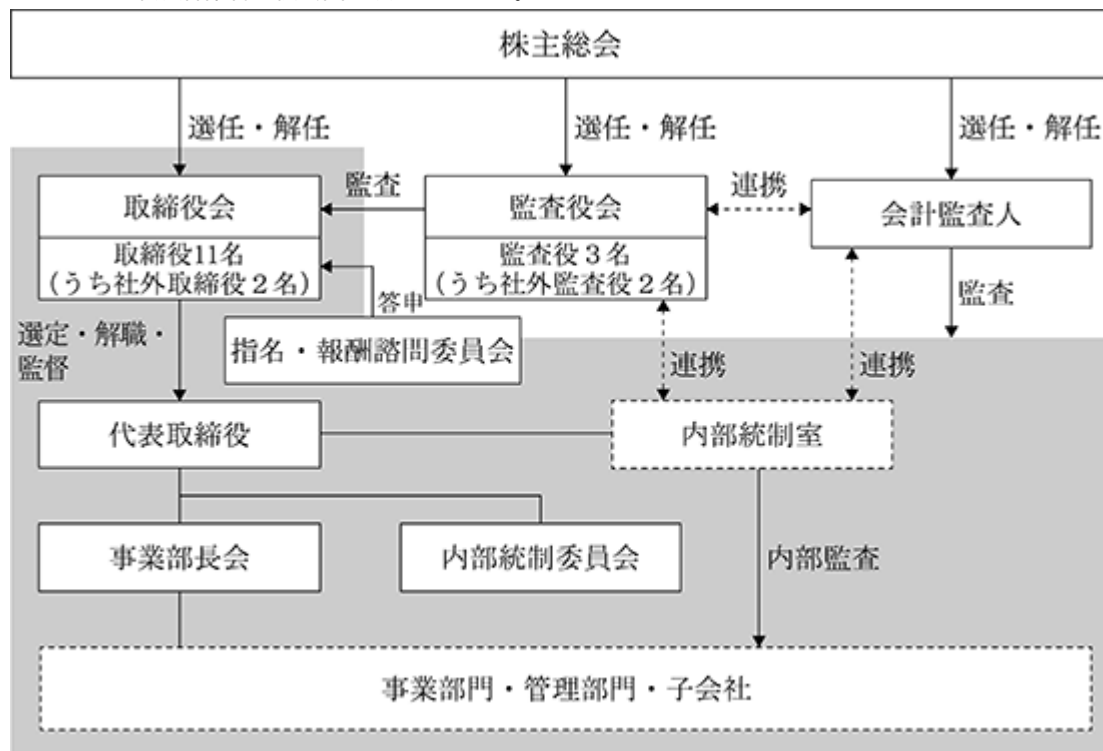 株主総会
選任・解任
選任・解任
選任・解任
取締役会
監査
監査役会
連携
会計監査人
取締役11名
(うち社外取締役2名)
監査役3名
(うち社外監査役2名)
監査
答申
選定・解職・
監督
指名・報酬諮問委員会
連携
連携
代表取締役
内部統制室
事業部長会
内部統制委員会
内部監査
事業部門・管理部門・子会社